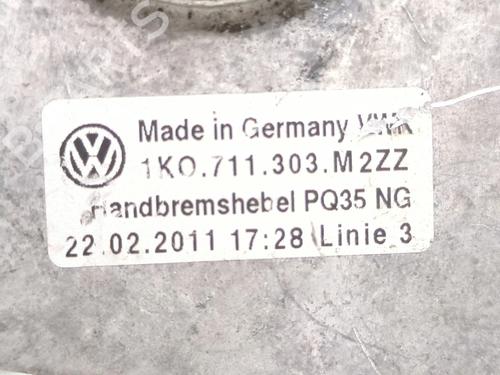 Made in Germany VWK
1KO.711.303.M2ZZ
Handbremshebel PQ35 NG
22.02.2011 17:28 Linie 3